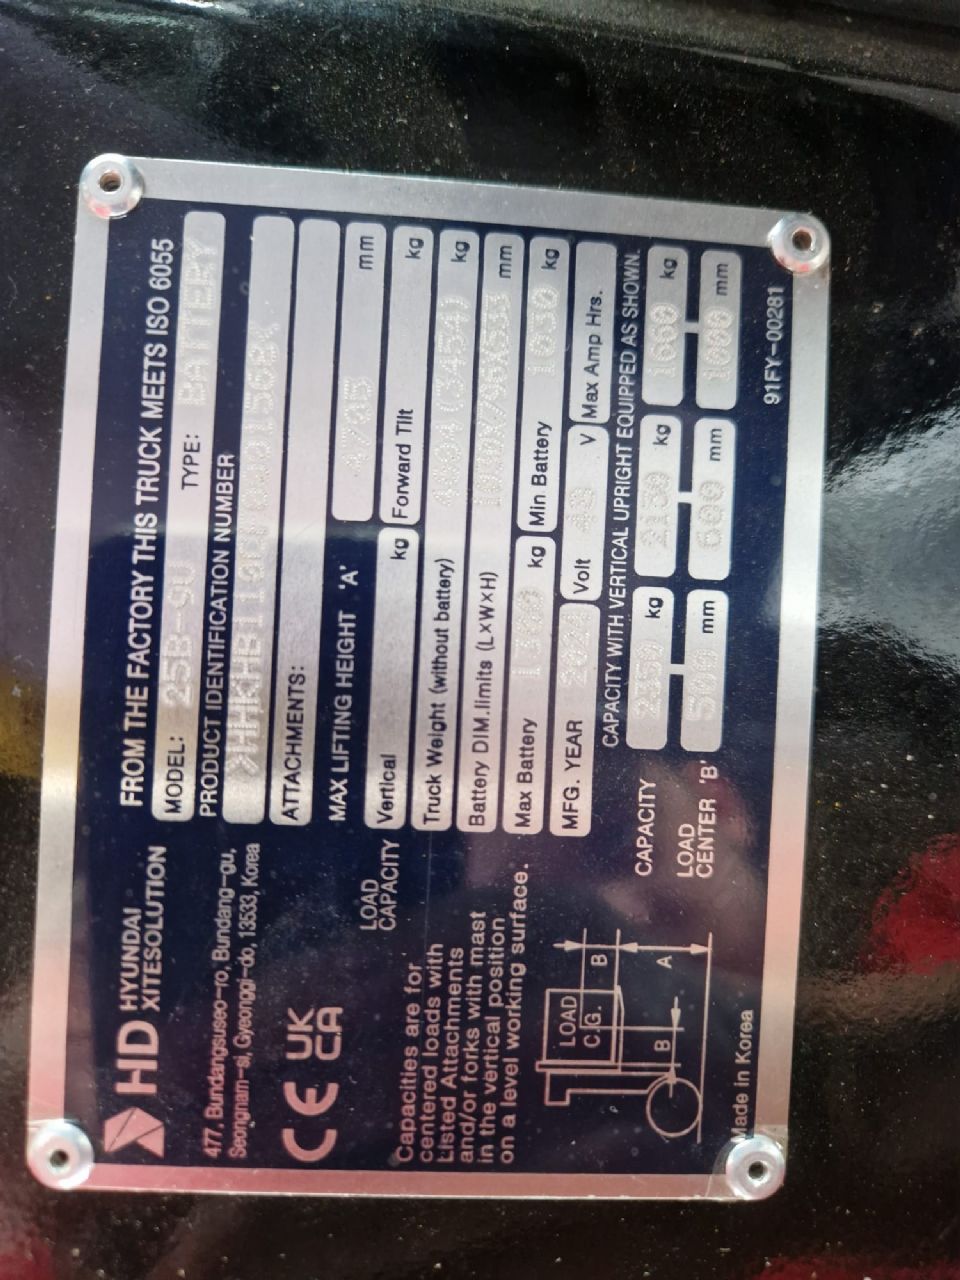 HD HYUNDAI
XITESOLUTION
477, Bundangsuseo-ro, Bundang-gu,
Seongnam-si, Gyeonggi-do, 13533, Korea
CE UK
CA
Capacities are for
centered loads with
Listed Attachments
and/or forks with mast
in the vertical position
on a level working surface.
LOAD
C.G.
B
B
A
Made in Korea
FROM THE FACTORY THIS TRUCK MEETS ISO 6055
MODEL: 25B-9U TYPE: BATTERY
PRODUCT IDENTIFICATION NUMBER
ATTACHMENTS:
MAX LIFTING HEIGHT 'A' 4705 mm
LOAD
CAPACITY
Vertical kg Forward Tilt kg
Truck Weight (without battery) kg
Battery DIM.limits (L×W×H) mm
Max Battery kg Min Battery kg
MFG. YEAR Volt 48 V Max Amp Hrs.
CAPACITY WITH VERTICAL UPRIGHT EQUIPPED AS SHOWN.
CAPACITY kg 2130 kg 1660 kg
LOAD
CENTER 'B' 500 mm 600 mm 1000 mm
91FY-00281